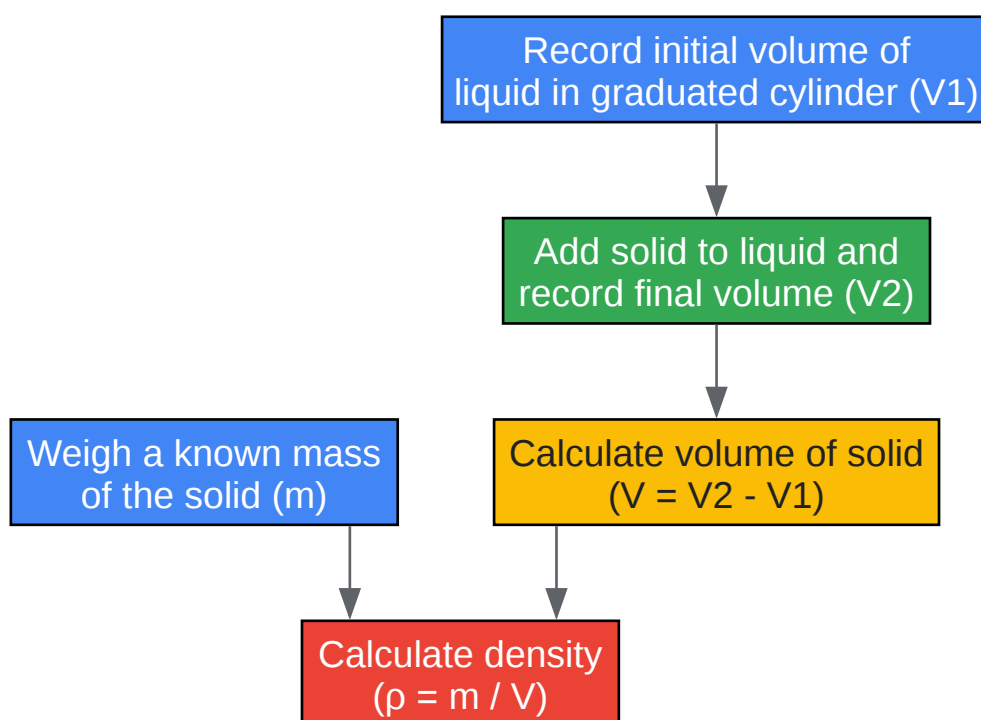 Record initial volume of
liquid in graduated cylinder (V1)
Add solid to liquid and
record final volume (V2)
Weigh a known mass
of the solid (m)
Calculate volume of solid
(V = V2 - V1)
Calculate density
(ρ = m / V)